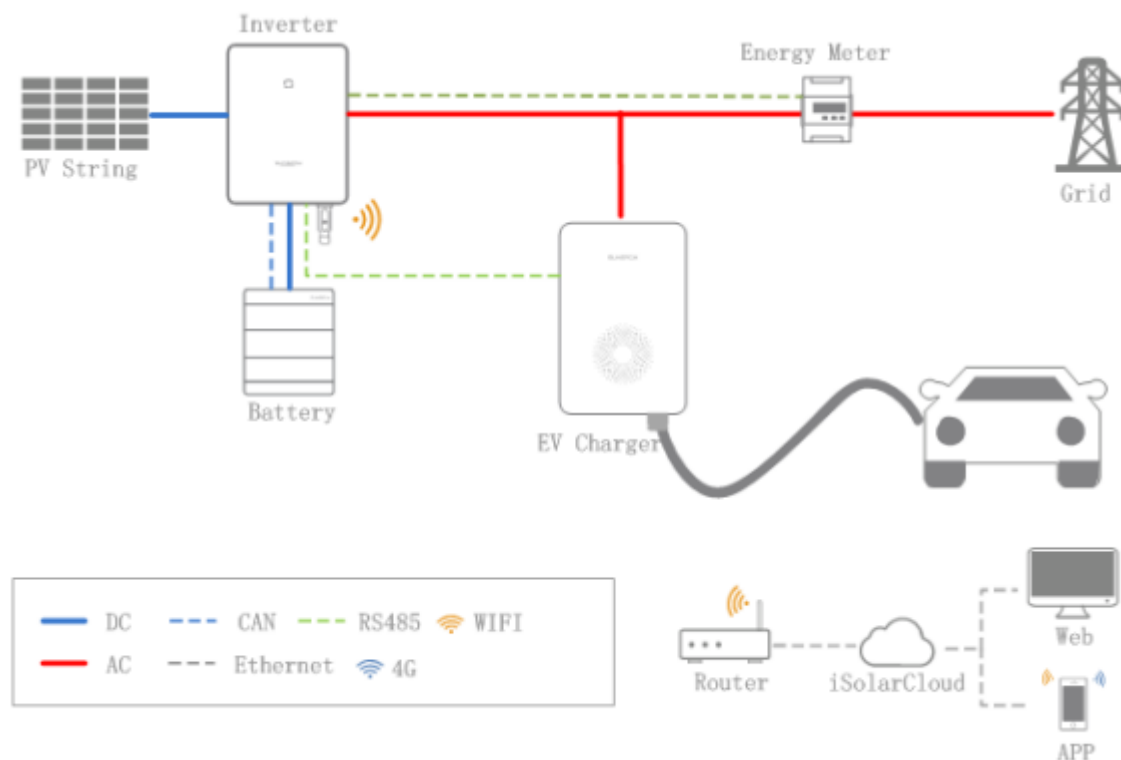 Inverter
Energy Meter
PV String
Grid
Battery
EV Charger
DC
CAN
RS485
WIFI
AC
Ethernet
4G
Router
iSolarCloud
Web
APP